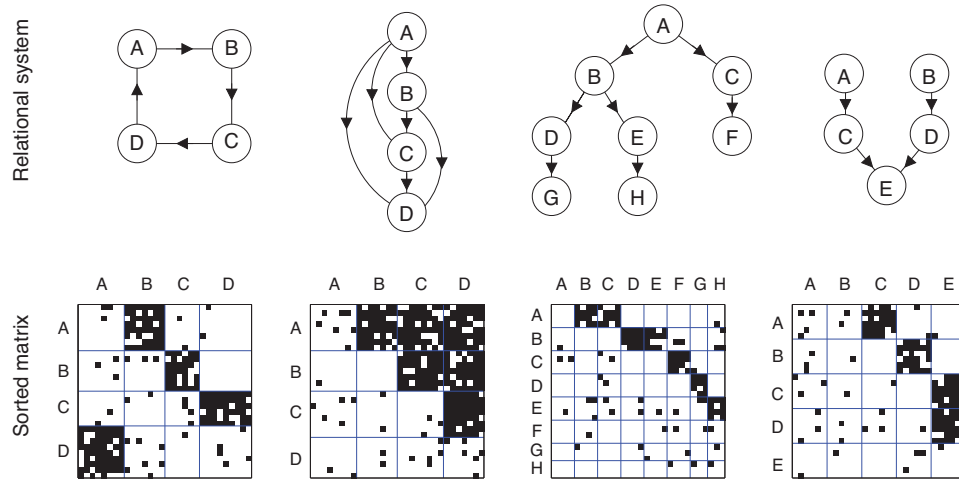 Relational system
A B
D C
A
B
C
D
A
B C
D E F
G H
A B
C D
E
Sorted matrix
A B C D
A
B
C
D
A B C D
A
B
C
D
A B C D E F G H
A
B
C
D
E
F
G
H
A B C D E
A
B
C
D
E